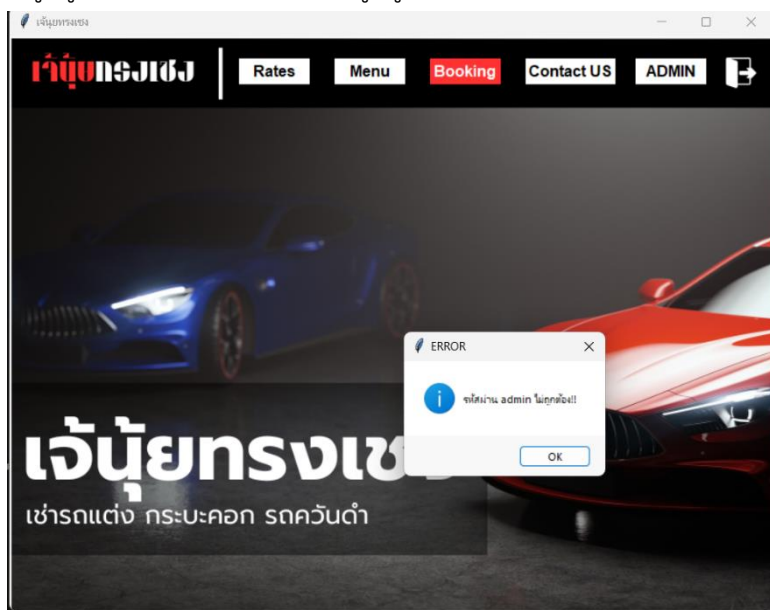 เจ้นุ้ยทรงเชง
เจ้นุ้ยทรงเชง
Rates
Menu
Booking
Contact US
ADMIN
ERROR
รหัสผ่าน admin ไม่ถูกต้อง!!
OK
เจ้นุ้ยทรงเช
เช่ารถแต่ง กระบะคอก รถควันดำ